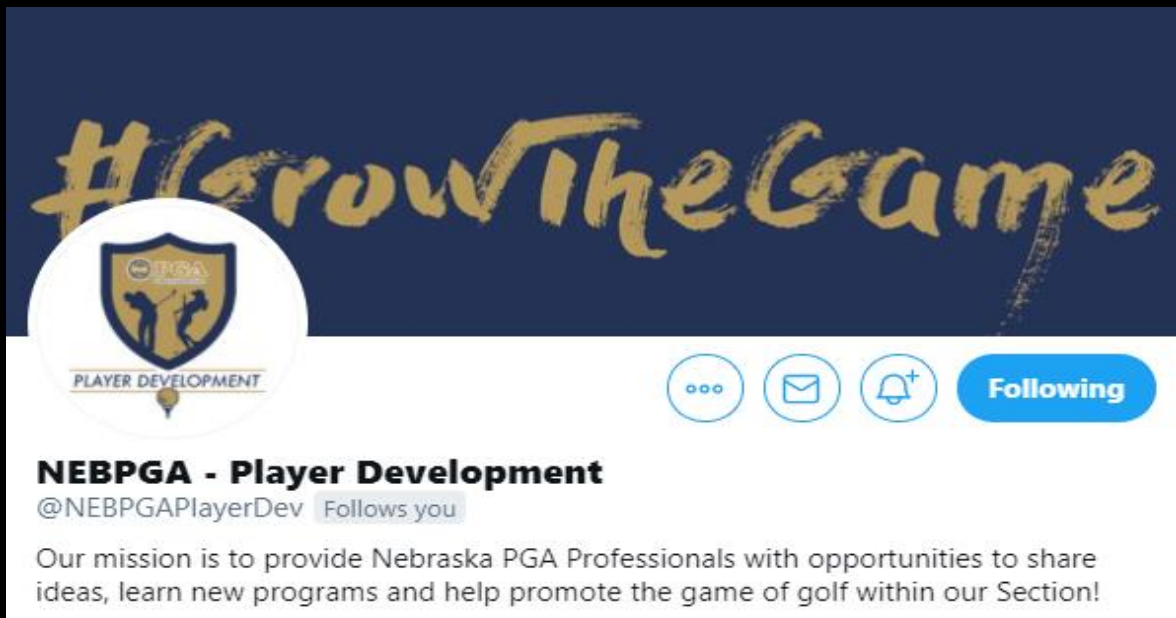 #GrowTheGame
PGA
PLAYER DEVELOPMENT
Following
NEBPGA - Player Development
@NEBPGAPlayerDev Follows you
Our mission is to provide Nebraska PGA Professionals with opportunities to share
ideas, learn new programs and help promote the game of golf within our Section!